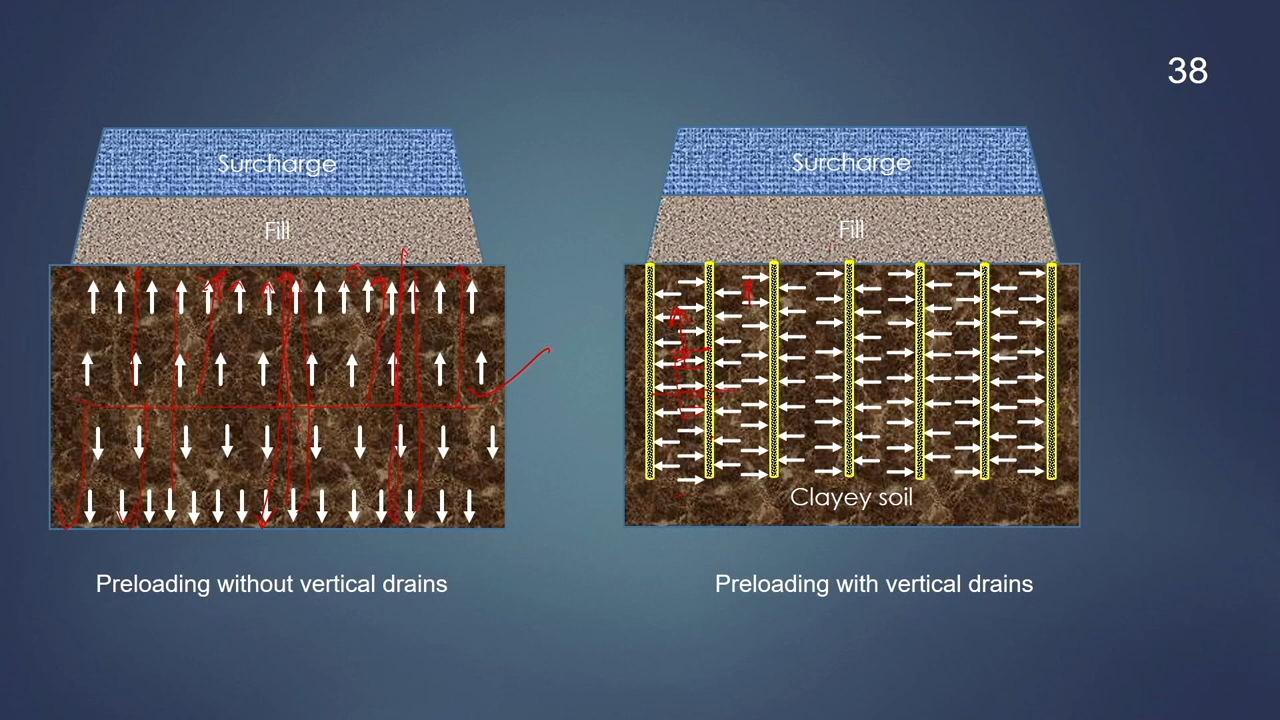 38
Surcharge
Fill
Surcharge
Fill
Clayey soil
Preloading without vertical drains
Preloading with vertical drains